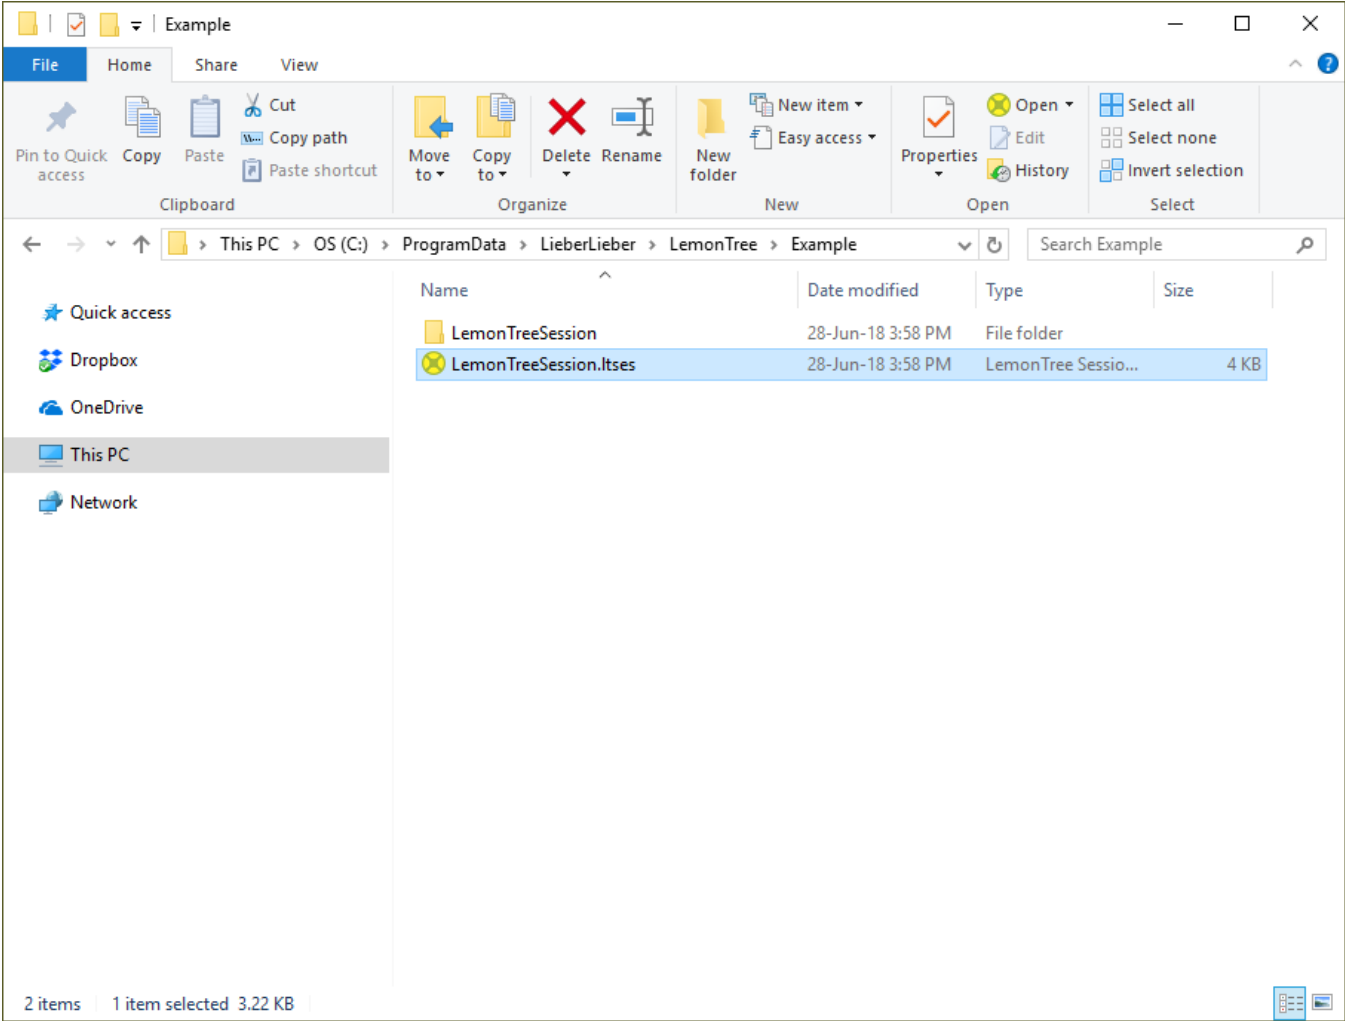 Example
File Home Share View
Pin to Quick access
Copy
Paste
Cut
Copy path
Paste shortcut
Clipboard
Move to
Copy to
Delete
Rename
Organize
New folder
New item
Easy access
New
Properties
Open
Edit
History
Open
Select all
Select none
Invert selection
Select
This PC > OS (C:) > ProgramData > LieberLieber > LemonTree > Example
Search Example
Name Date modified Type Size
Quick access
Dropbox
OneDrive
This PC
Network
LemonTreeSession 28-Jun-18 3:58 PM File folder
LemonTreeSession.ltses 28-Jun-18 3:58 PM LemonTree Sessio... 4 KB
2 items 1 item selected 3.22 KB